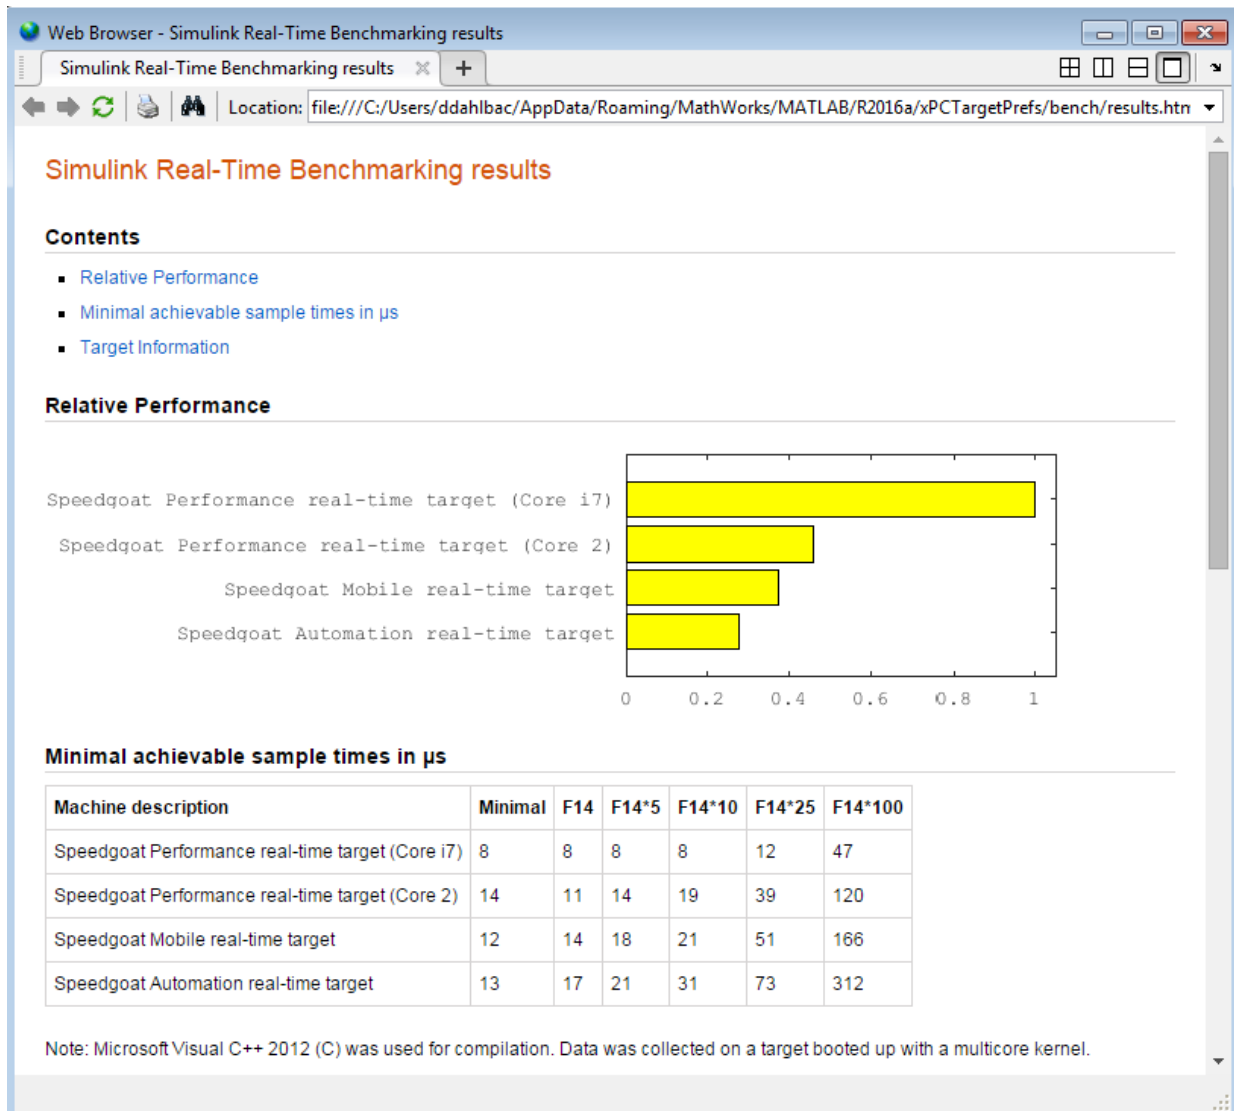 Web Browser - Simulink Real-Time Benchmarking results
Simulink Real-Time Benchmarking results
Location: file:///C:/Users/ddahlbac/AppData/Roaming/MathWorks/MATLAB/R2016a/xPCTargetPrefs/bench/results.htm
Simulink Real-Time Benchmarking results
Contents
Relative Performance
Minimal achievable sample times in µs
Target Information
Relative Performance
Speedgoat Performance real-time target (Core i7)
Speedgoat Performance real-time target (Core 2)
Speedgoat Mobile real-time target
Speedgoat Automation real-time target
0 0.2 0.4 0.6 0.8 1
Minimal achievable sample times in µs
Machine description Minimal F14 F14*5 F14*10 F14*25 F14*100
Speedgoat Performance real-time target (Core i7) 8 8 8 8 12 47
Speedgoat Performance real-time target (Core 2) 14 11 14 19 39 120
Speedgoat Mobile real-time target 12 14 18 21 51 166
Speedgoat Automation real-time target 13 17 21 31 73 312
Note: Microsoft Visual C++ 2012 (C) was used for compilation. Data was collected on a target booted up with a multicore kernel.